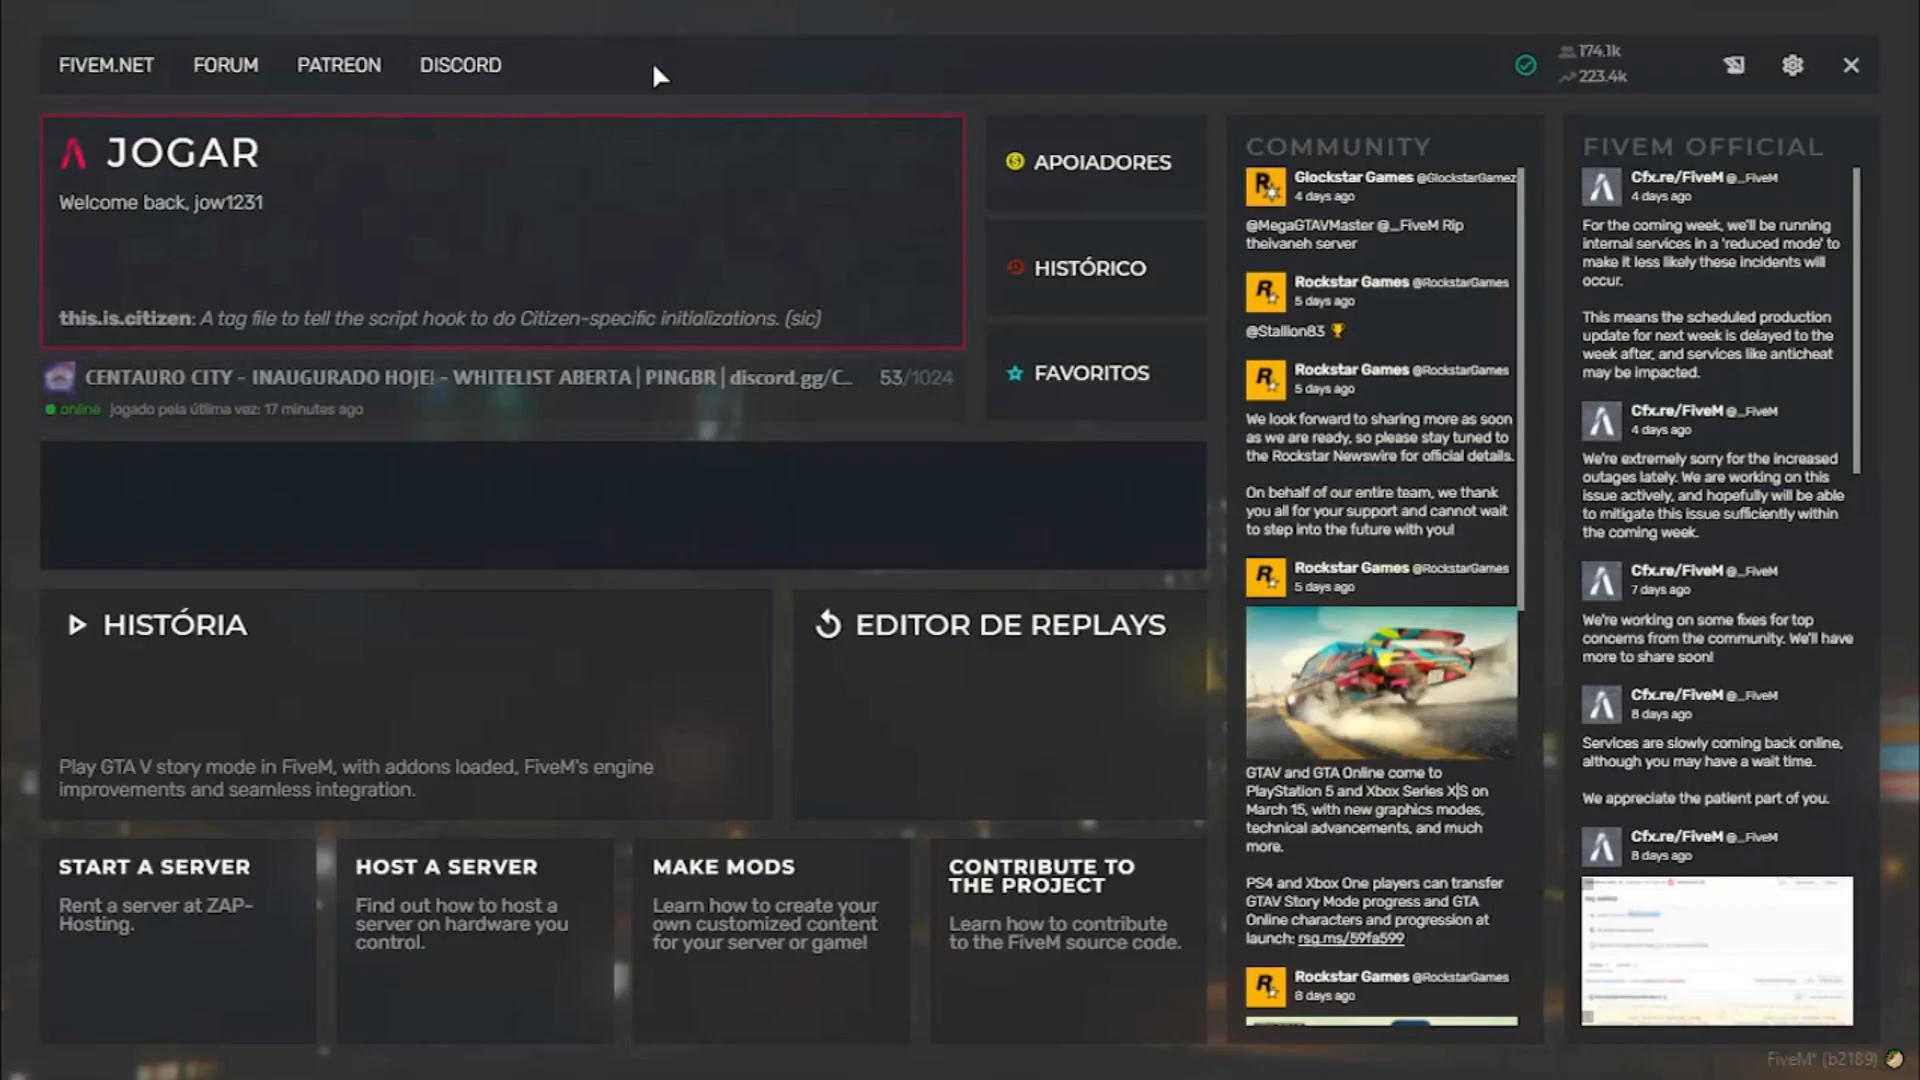 FIVEM.NET FORUM PATREON DISCORD
174.1k
223.4k
JOGAR
Welcome back, jow1231
this.is.citizen: A tag file to tell the script hook to do Citizen-specific initializations. (sic)
CENTAURO CITY - INAUGURADO HOJE! - WHITELIST ABERTA | PINGBR | discord.gg/C... 53/1024
online jogado pela útlima vez: 17 minutes ago
APOIADORES
HISTÓRICO
FAVORITOS
HISTÓRIA
Play GTA V story mode in FiveM, with addons loaded, FiveM's engine
improvements and seamless integration.
EDITOR DE REPLAYS
START A SERVER
Rent a server at ZAP-
Hosting.
HOST A SERVER
Find out how to host a
server on hardware you
control.
MAKE MODS
Learn how to create your
own customized content
for your server or game!
CONTRIBUTE TO
THE PROJECT
Learn how to contribute
to the FiveM source code.
COMMUNITY
Glockstar Games @GlockstarGamez
4 days ago
@MegaGTAVMaster @_FiveM Rip
theivaneh server
Rockstar Games @RockstarGames
5 days ago
@Stallion83 🏆
Rockstar Games @RockstarGames
5 days ago
We look forward to sharing more as soon
as we are ready, so please stay tuned to
the Rockstar Newswire for official details.
On behalf of our entire team, we thank
you all for your support and cannot wait
to step into the future with you!
Rockstar Games @RockstarGames
5 days ago
GTAV and GTA Online come to
PlayStation 5 and Xbox Series X|S on
March 15, with new graphics modes,
technical advancements, and much
more.
PS4 and Xbox One players can transfer
GTAV Story Mode progress and GTA
Online characters and progression at
launch: rsg.ms/59fa599
Rockstar Games @RockstarGames
8 days ago
FIVEM OFFICIAL
Cfx.re/FiveM @_FiveM
4 days ago
For the coming week, we'll be running
internal services in a 'reduced mode' to
make it less likely these incidents will
occur.
This means the scheduled production
update for next week is delayed to the
week after, and services like anticheat
may be impacted.
Cfx.re/FiveM @_FiveM
4 days ago
We're extremely sorry for the increased
outages lately. We are working on this
issue actively, and hopefully will be able
to mitigate this issue sufficiently within
the coming week.
Cfx.re/FiveM @_FiveM
7 days ago
We're working on some fixes for top
concerns from the community. We'll have
more to share soon!
Cfx.re/FiveM @_FiveM
8 days ago
Services are slowly coming back online,
although you may have a wait time.
We appreciate the patient part of you.
Cfx.re/FiveM @_FiveM
8 days ago
FiveM* (b2189)